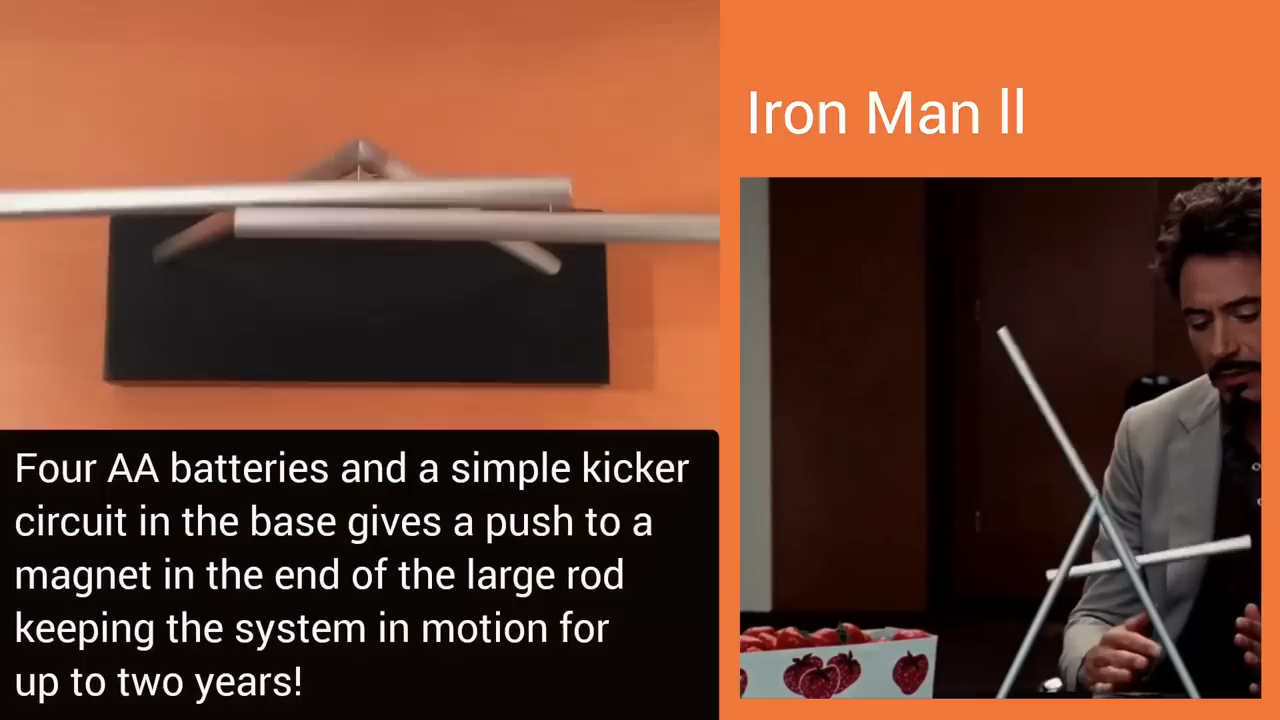 Iron Man ll
Four AA batteries and a simple kicker
circuit in the base gives a push to a
magnet in the end of the large rod
keeping the system in motion for
up to two years!